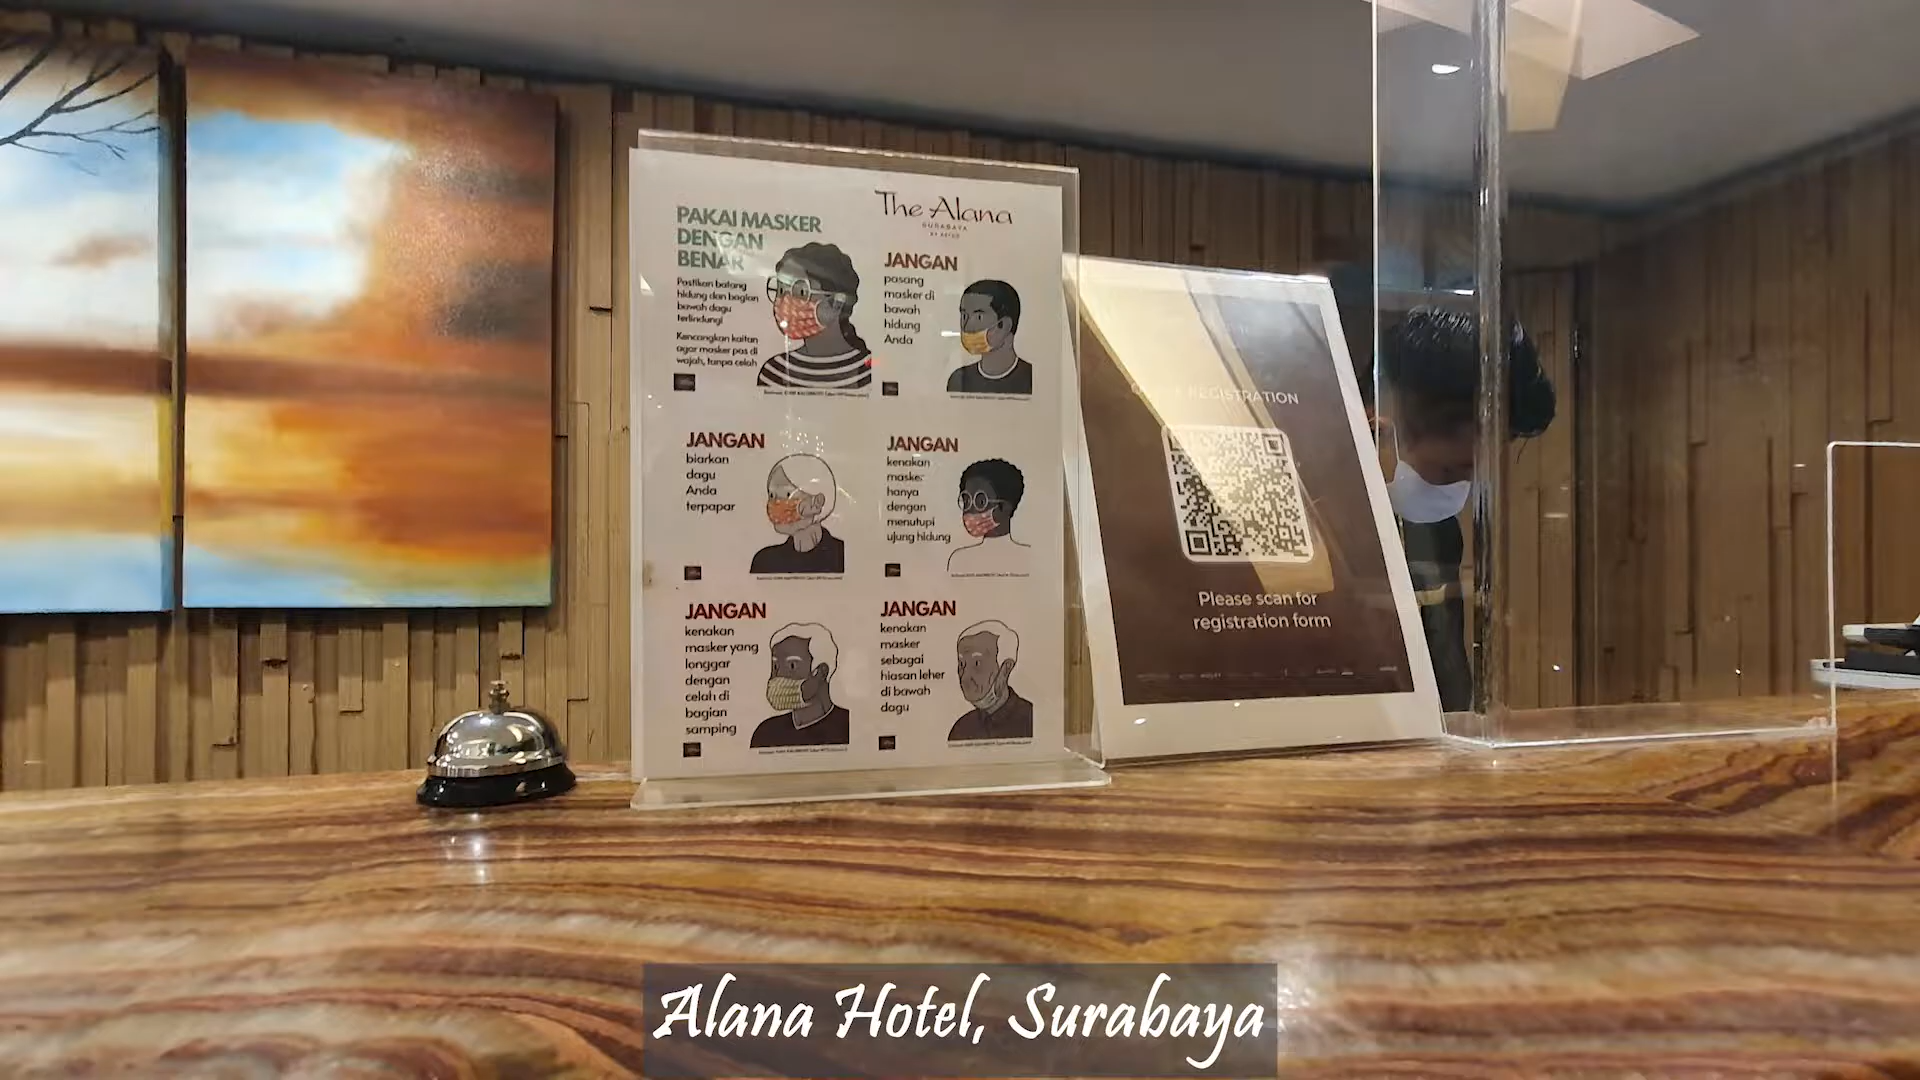 The Alana
SURABAYA
PAKAI MASKER
DENGAN
BENAR
Pastikan batang
hidung dan bagian
bawah dagu
terlindungi
Kencangkan kaitan
agar masker pas di
wajah, tanpa celah
JANGAN
pasang
masker di
bawah
hidung
Anda
JANGAN
biarkan
dagu
Anda
terpapar
JANGAN
kenakan
masker
hanya
dengan
menutupi
ujung hidung
JANGAN
kenakan
masker yang
longgar
dengan
celah di
bagian
samping
JANGAN
kenakan
masker
sebagai
hiasan leher
di bawah
dagu
REGISTRATION
Please scan for
registration form
Alana Hotel, Surabaya